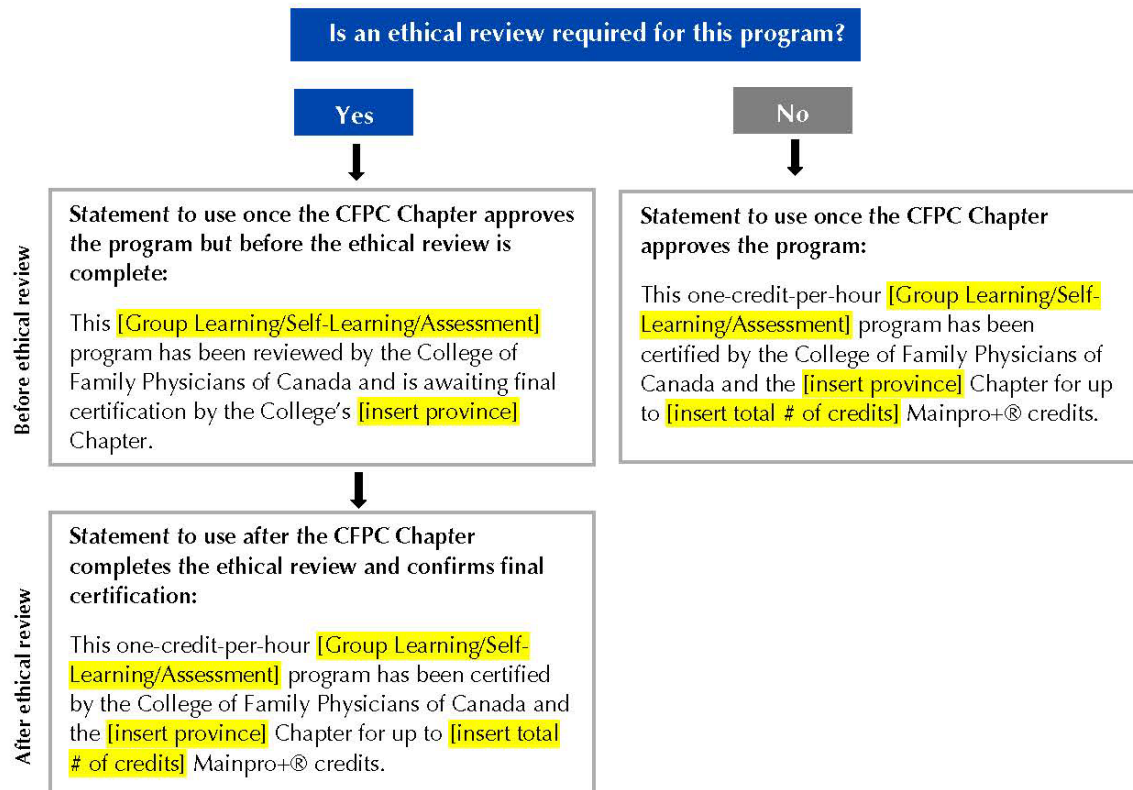 Is an ethical review required for this program?
Yes
No
Before ethical review
Statement to use once the CFPC Chapter approves
the program but before the ethical review is
complete:
This [Group Learning/Self-Learning/Assessment]
program has been reviewed by the College of
Family Physicians of Canada and is awaiting final
certification by the College's [insert province]
Chapter.
Statement to use once the CFPC Chapter
approves the program:
This one-credit-per-hour [Group Learning/Self-
Learning/Assessment] program has been
certified by the College of Family Physicians of
Canada and the [insert province] Chapter for up
to [insert total # of credits] Mainpro+® credits.
After ethical review
Statement to use after the CFPC Chapter
completes the ethical review and confirms final
certification:
This one-credit-per-hour [Group Learning/Self-
Learning/Assessment] program has been certified
by the College of Family Physicians of Canada and
the [insert province] Chapter for up to [insert total
# of credits] Mainpro+® credits.